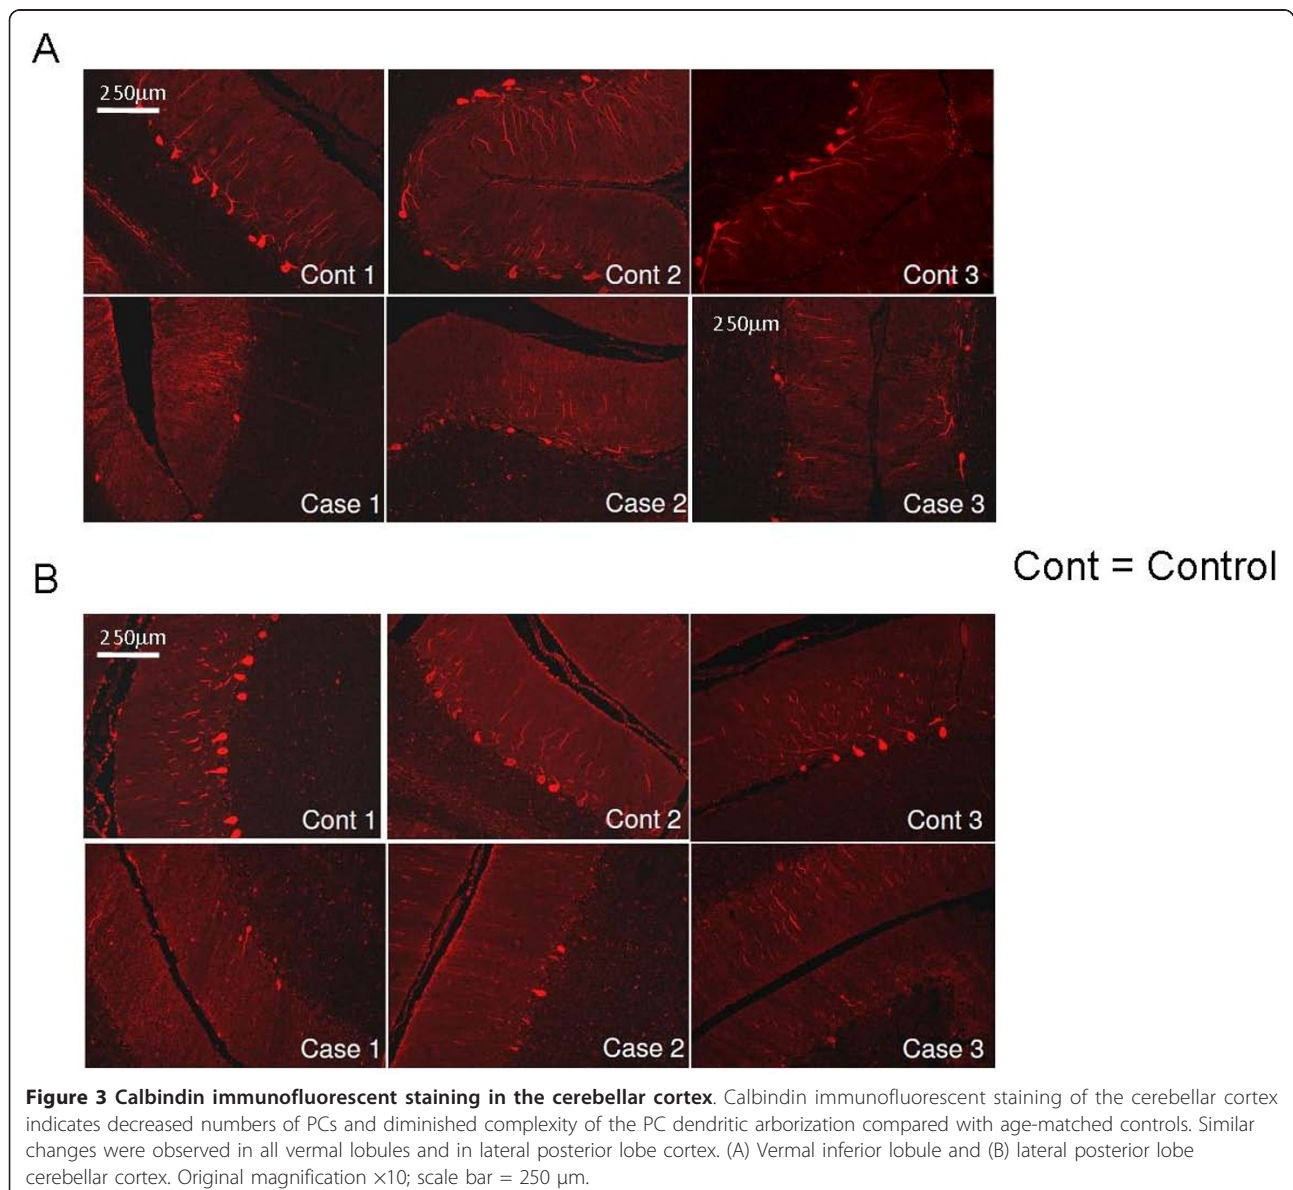 A
250µm
Cont 1
Cont 2
Cont 3
250µm
Case 1
Case 2
Case 3
Cont = Control
B
250µm
Cont 1
Cont 2
Cont 3
Case 1
Case 2
Case 3
Figure 3 Calbindin immunofluorescent staining in the cerebellar cortex. Calbindin immunofluorescent staining of the cerebellar cortex
indicates decreased numbers of PCs and diminished complexity of the PC dendritic arborization compared with age-matched controls. Similar
changes were observed in all vermal lobules and in lateral posterior lobe cortex. (A) Vermal inferior lobule and (B) lateral posterior lobe
cerebellar cortex. Original magnification ×10; scale bar = 250 µm.